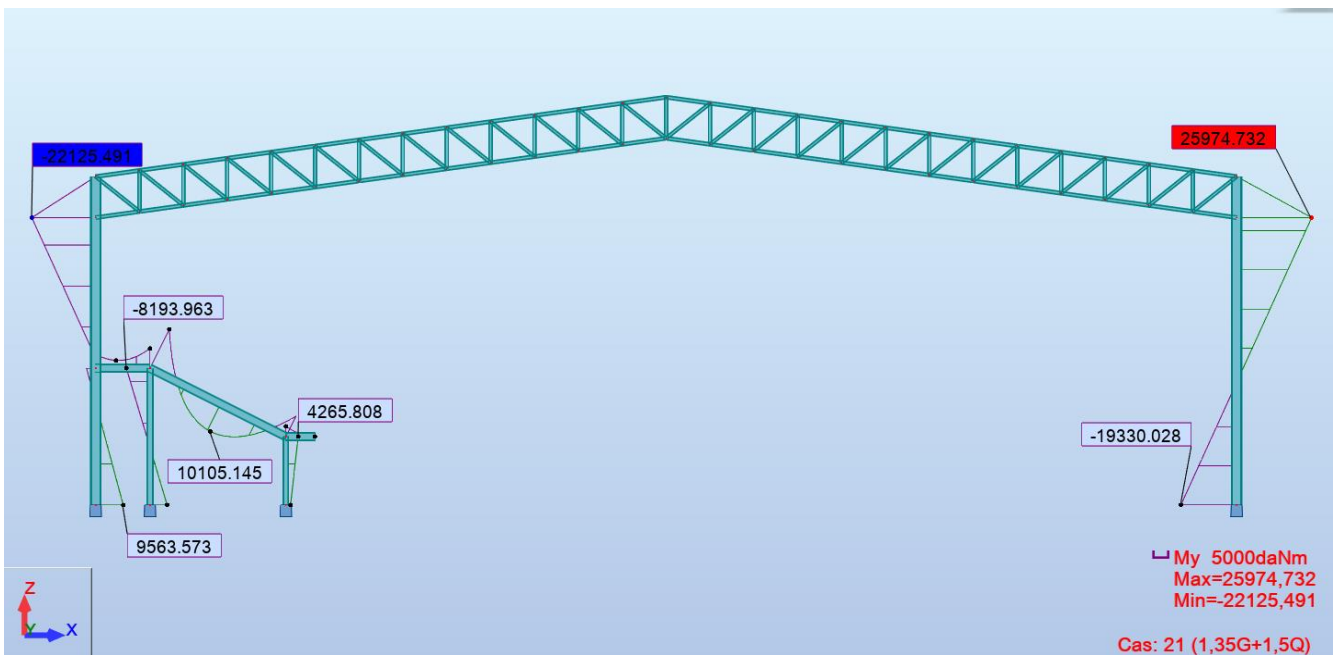 -22125.491
25974.732
-8193.963
4265.808
10105.145
-19330.028
9563.573
My 5000daNm
Max=25974,732
Min=-22125,491
Cas: 21 (1,35G+1,5Q)
Z
Y
X